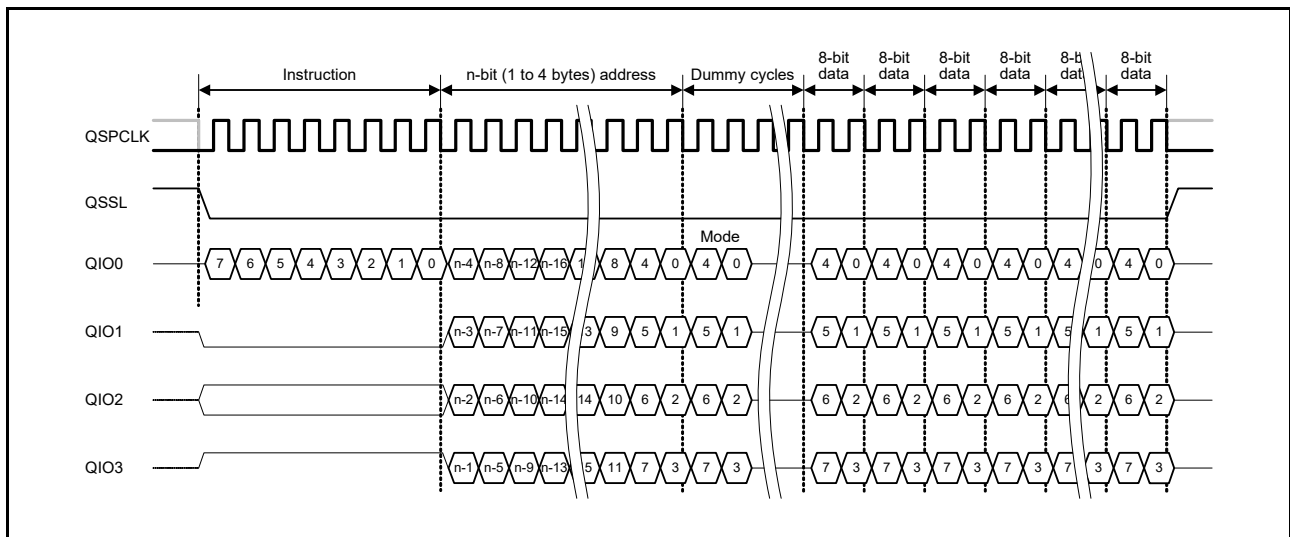 8-bit data 8-bit data 8-bit data 8-bit data 8-bit data 8-bit data
Instruction n-bit (1 to 4 bytes) address Dummy cycles
QSPCLK
QSSL
Mode
QIO0 7 6 5 4 3 2 1 0 n-4 n-8 n-12 n-16 8 4 0 4 0 4 0 4 0 4 0 4 0 4 0 4 0
QIO1 n-3 n-7 n-11 n-15 9 5 1 5 1 5 1 5 1 5 1 5 1 5 1 5 1
QIO2 n-2 n-6 n-10 n-14 14 10 6 2 6 2 6 2 6 2 6 2 6 2 6 2 6 2
QIO3 n-1 n-5 n-9 n-13 11 7 3 7 3 7 3 7 3 7 3 7 3 7 3 7 3